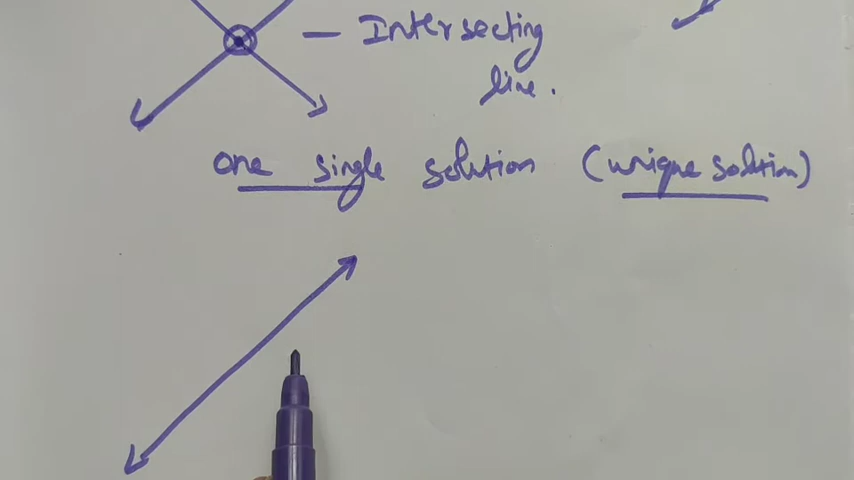 — Intersecting
line.
one single solution (unique solution)